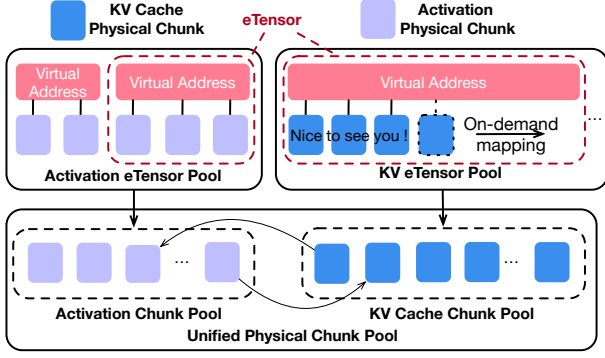 KV Cache
Physical Chunk
eTensor
Activation
Physical Chunk
Virtual
Address
Virtual Address
Virtual Address
Nice to see you !
On-demand
mapping
...
Activation eTensor Pool
KV eTensor Pool
...
...
Activation Chunk Pool
KV Cache Chunk Pool
Unified Physical Chunk Pool